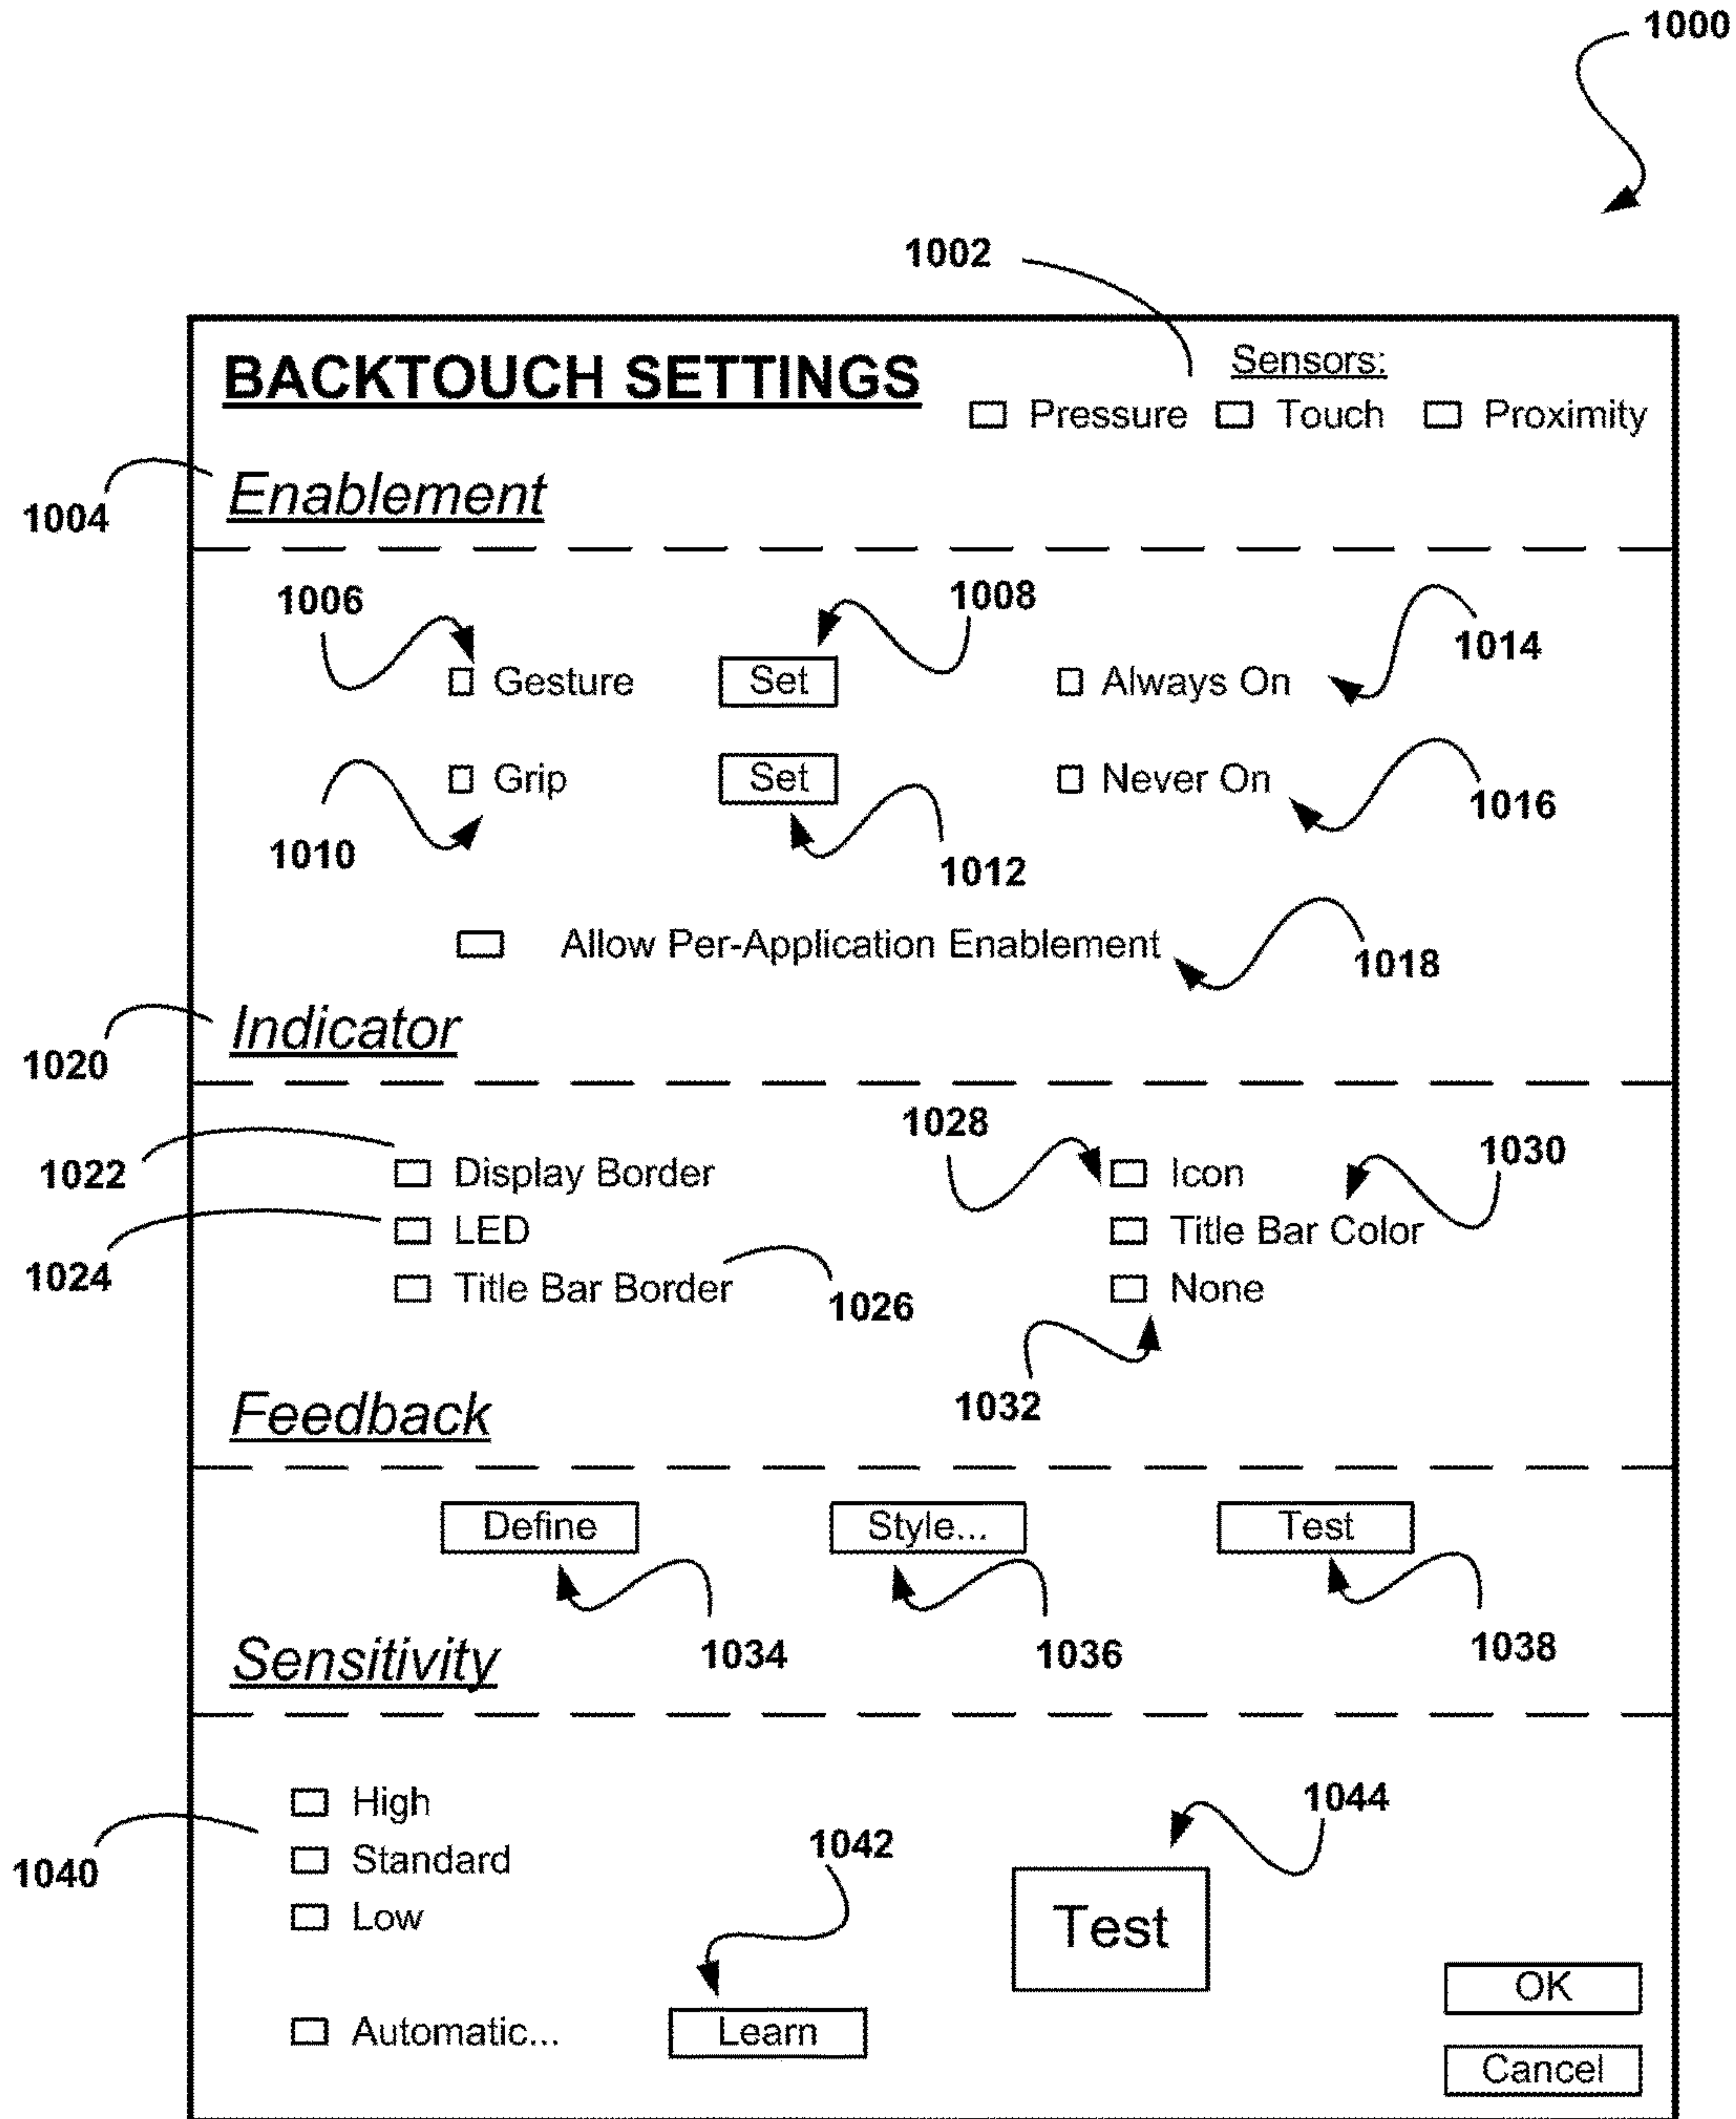 1000
1002
BACKTOUCH SETTINGS
Sensors:
Pressure Touch Proximity
1004
Enablement
1006 1008 1014
Gesture Set Always On
Grip Set Never On
1010 1012 1016
Allow Per-Application Enablement
1018
1020
Indicator
1022 1028 1030
Display Border Icon
1024 LED Title Bar Color
Title Bar Border 1026 None
1032
Feedback
Define Style... Test
1034 1036 1038
Sensitivity
1040
High
Standard
Low
1042 1044
Test
Automatic... Learn
OK
Cancel